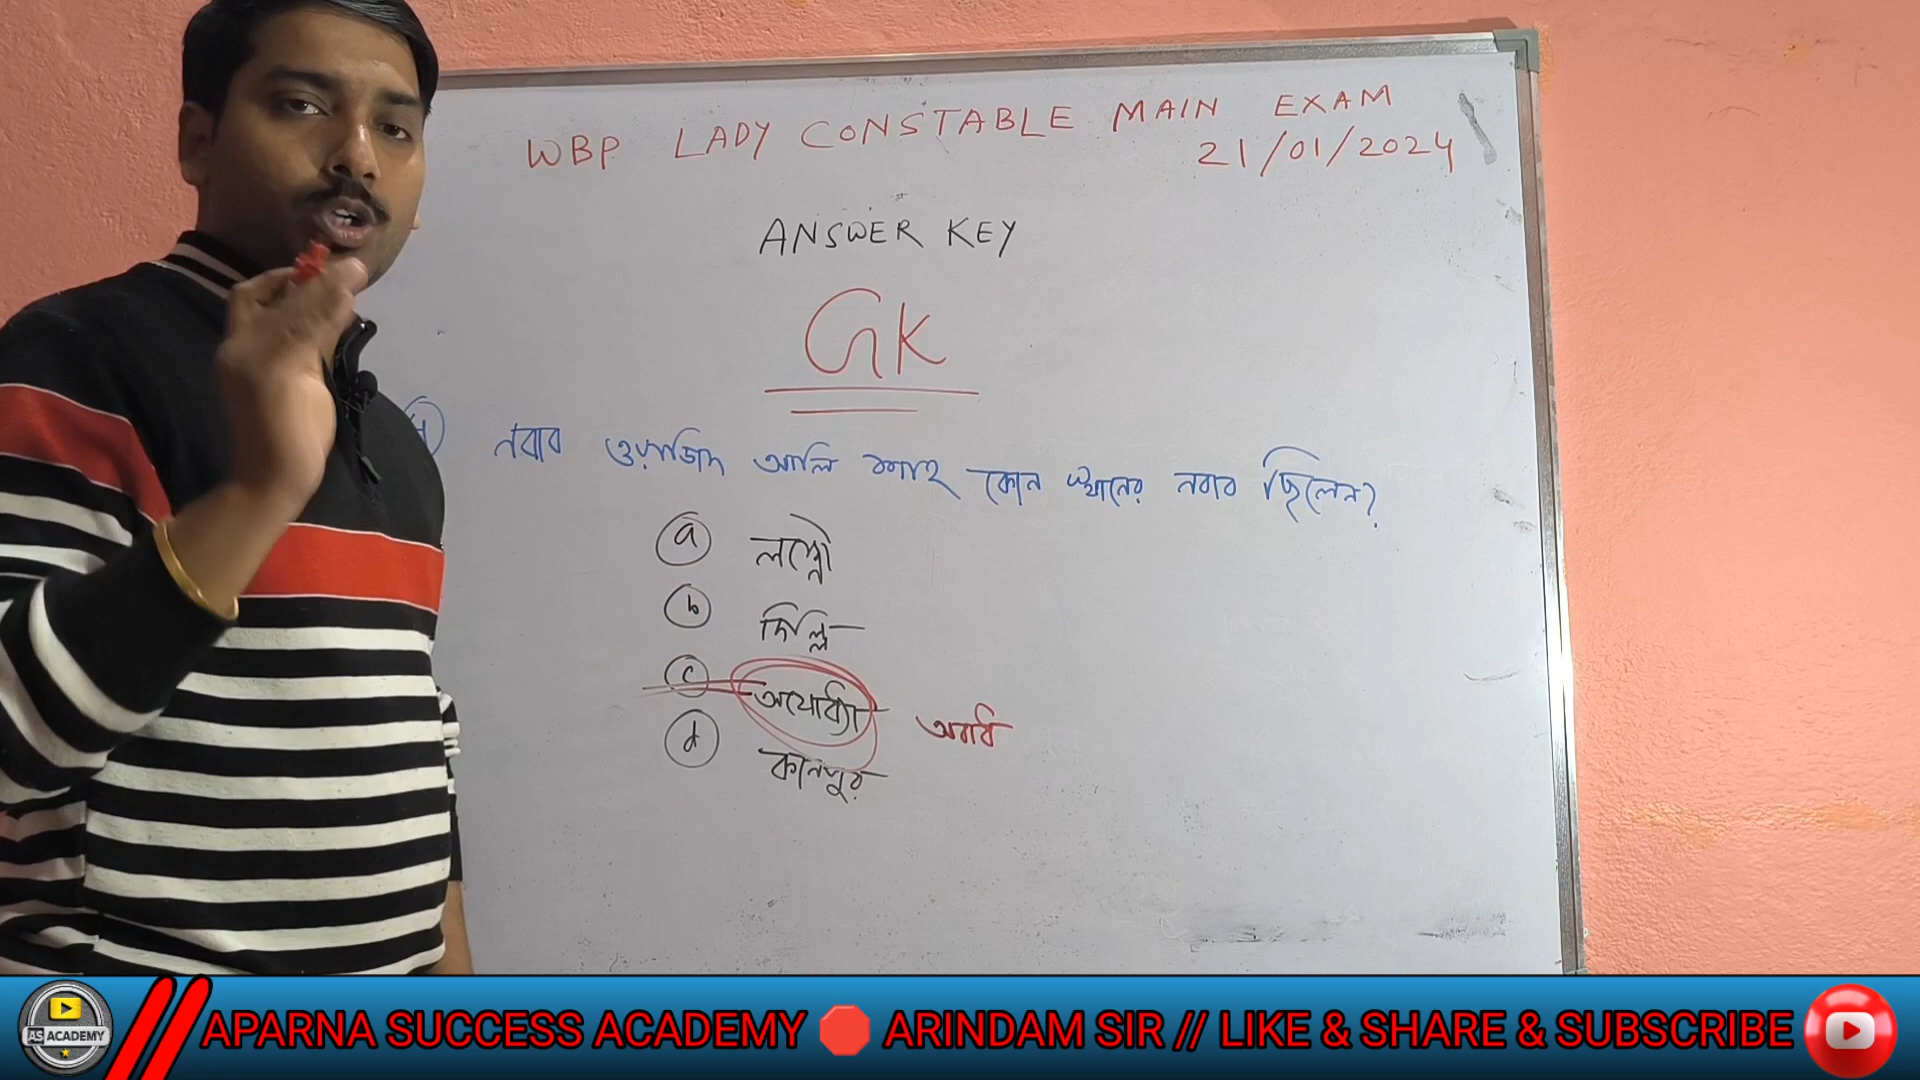 WBP LADY CONSTABLE MAIN EXAM
21/01/2024
ANSWER KEY
GK
নবাব ওয়াজিদ আলি শাহ কোন স্থানের নবাব ছিলেন?
a লক্ষ্ণৌ
b দিল্লি
c অযোধ্যা অবধি
d কানপুর
AS ACADEMY
APARNA SUCCESS ACADEMY 🛑 ARINDAM SIR // LIKE & SHARE & SUBSCRIBE